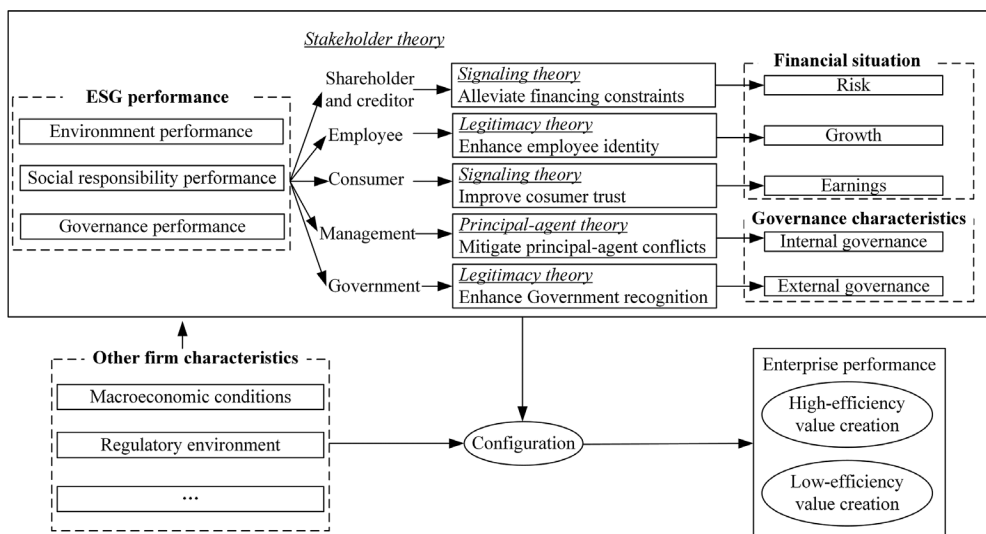 Stakeholder theory
ESG performance
Environmnent performance
Social responsibility performance
Governance performance
Shareholder
and creditor
Employee
Consumer
Management
Government
Signaling theory
Alleviate financing constraints
Legitimacy theory
Enhance employee identity
Signaling theory
Improve cosumer trust
Principal-agent theory
Mitigate principal-agent conflicts
Legitimacy theory
Enhance Government recognition
Financial situation
Risk
Growth
Earnings
Governance characteristics
Internal governance
External governance
Other firm characteristics
Macroeconomic conditions
Regulatory environment
...
Configuration
Enterprise performance
High-efficiency
value creation
Low-efficiency
value creation